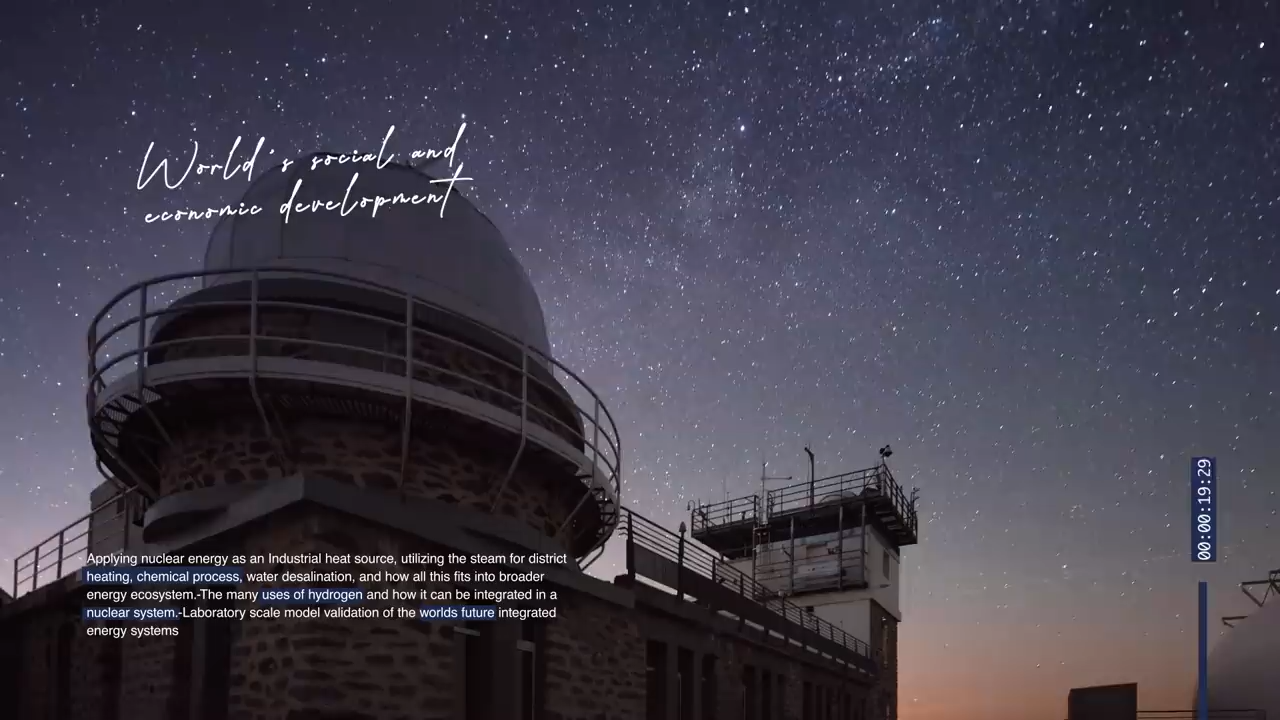 World's social and
economic development
Applying nuclear energy as an Industrial heat source, utilizing the steam for district
heating, chemical process, water desalination, and how all this fits into broader
energy ecosystem.-The many uses of hydrogen and how it can be integrated in a
nuclear system.-Laboratory scale model validation of the worlds future integrated
energy systems
00:00:19:29